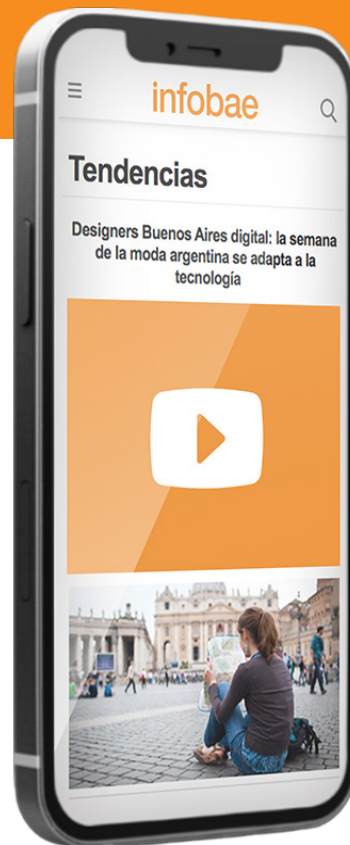 infobae
Tendencias
Designers Buenos Aires digital: la semana
de la moda argentina se adapta a la
tecnología